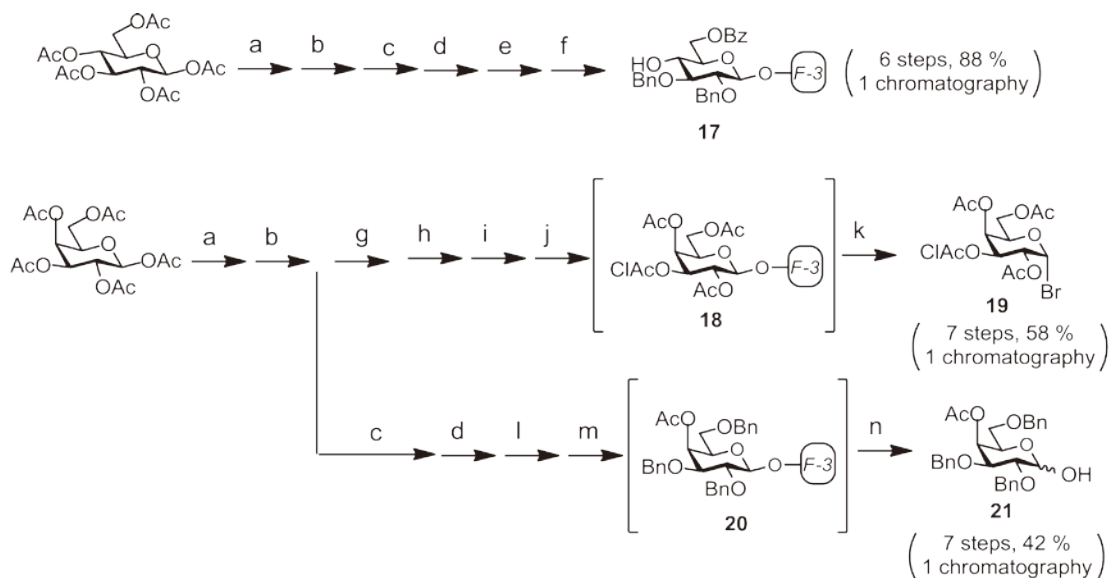 OAc
AcO
O
AcO
OAc
OAc
a b c d e f
OBz
HO
O
BnO
O
F-3
BnO
17
( 6 steps, 88 %
1 chromatography )
AcO
OAc
O
AcO
OAc
OAc
a b g h i j
AcO
OAc
O
ClAcO
O
F-3
AcO
18
k
AcO
OAc
O
ClAcO
AcO
Br
19
( 7 steps, 58 %
1 chromatography )
c d l m
AcO
OBn
O
BnO
O
F-3
BnO
20
n
AcO
OBn
O
BnO
OH
BnO
21
( 7 steps, 42 %
1 chromatography )